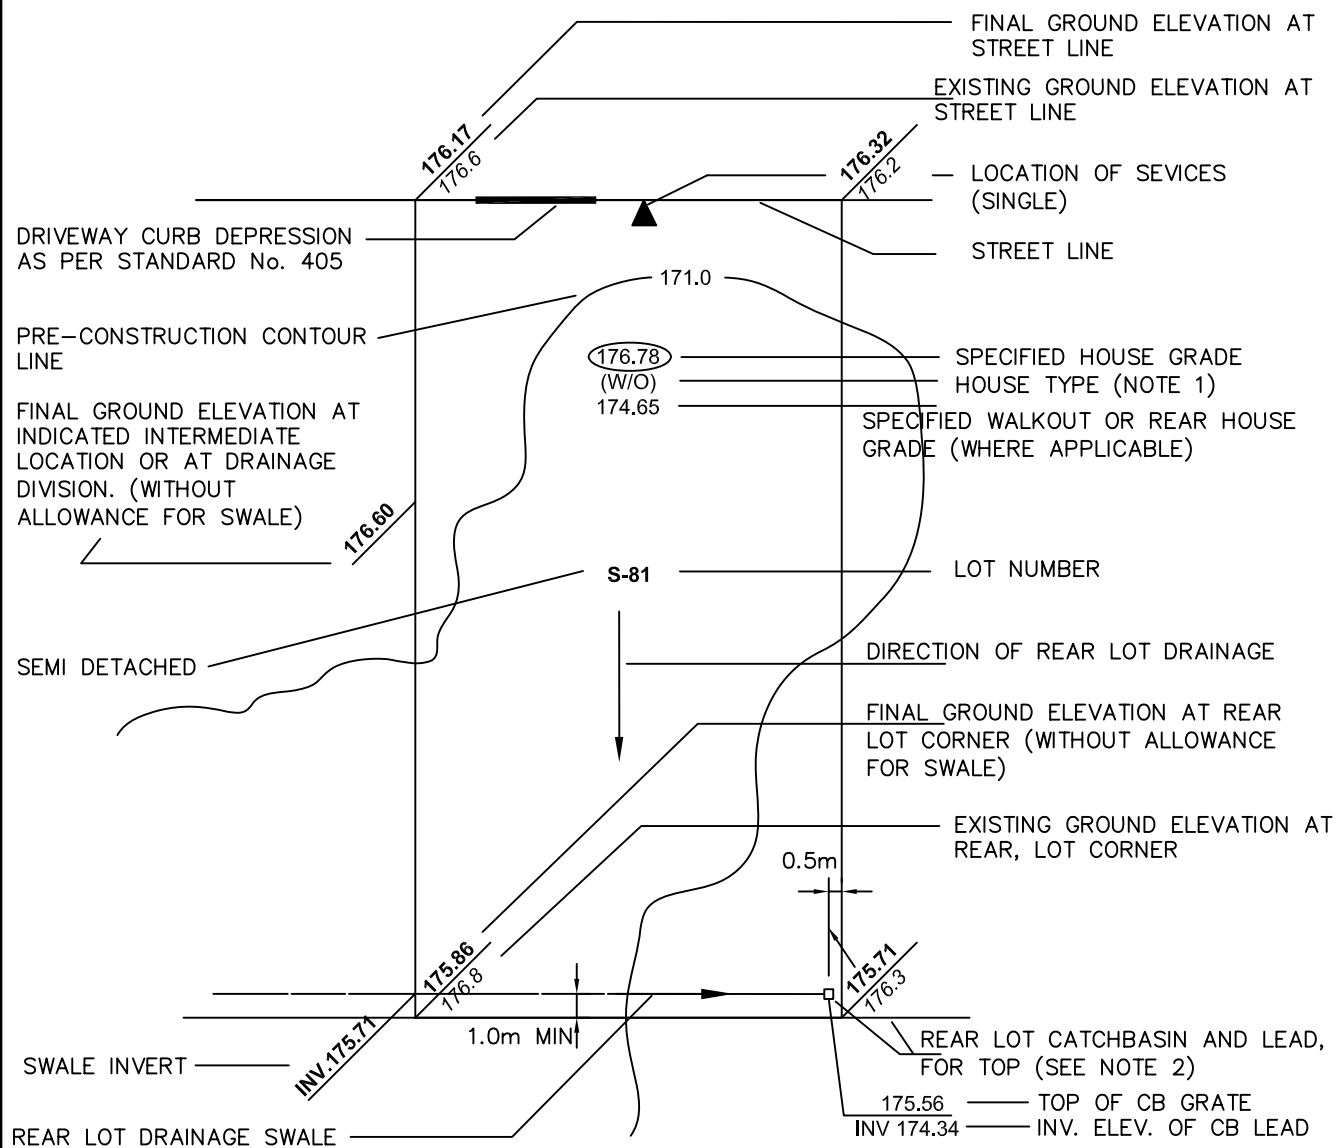 FINAL GROUND ELEVATION AT
STREET LINE
EXISTING GROUND ELEVATION AT
STREET LINE
176.17
176.6
176.32
176.2
LOCATION OF SEVICES
(SINGLE)
DRIVEWAY CURB DEPRESSION
AS PER STANDARD No. 405
STREET LINE
171.0
PRE-CONSTRUCTION CONTOUR
LINE
176.78
SPECIFIED HOUSE GRADE
(W/O)
HOUSE TYPE (NOTE 1)
174.65
SPECIFIED WALKOUT OR REAR HOUSE
GRADE (WHERE APPLICABLE)
FINAL GROUND ELEVATION AT
INDICATED INTERMEDIATE
LOCATION OR AT DRAINAGE
DIVISION. (WITHOUT
ALLOWANCE FOR SWALE)
176.60
S-81
LOT NUMBER
SEMI DETACHED
DIRECTION OF REAR LOT DRAINAGE
FINAL GROUND ELEVATION AT REAR
LOT CORNER (WITHOUT ALLOWANCE
FOR SWALE)
EXISTING GROUND ELEVATION AT
REAR, LOT CORNER
0.5m
175.86
176.8
175.71
176.3
1.0m MIN
INV.175.71
SWALE INVERT
REAR LOT CATCHBASIN AND LEAD,
FOR TOP (SEE NOTE 2)
175.56
TOP OF CB GRATE
INV 174.34
INV. ELEV. OF CB LEAD
REAR LOT DRAINAGE SWALE